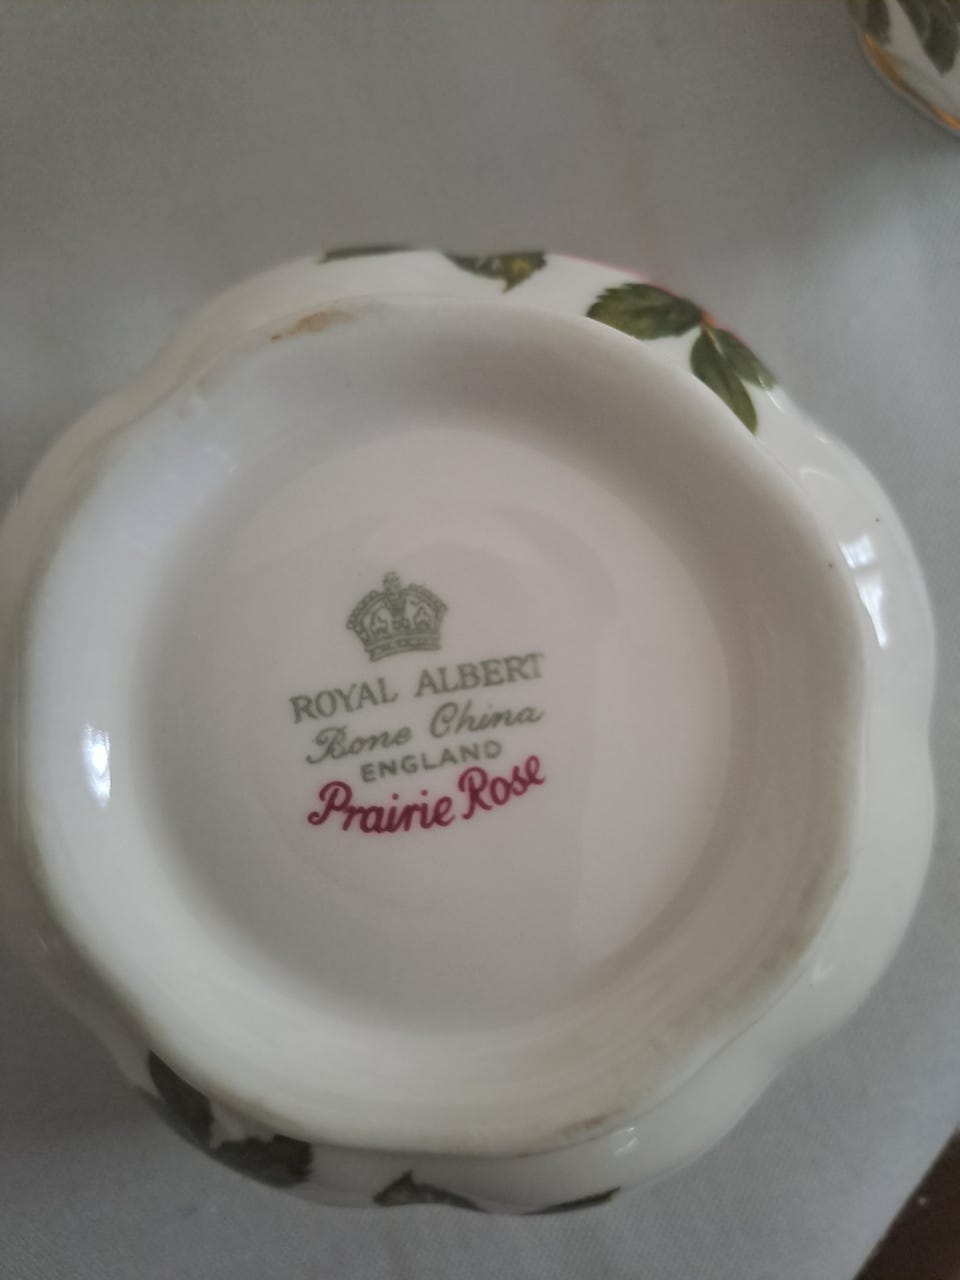 ROYAL ALBERT
Bone China
ENGLAND
Prairie Rose